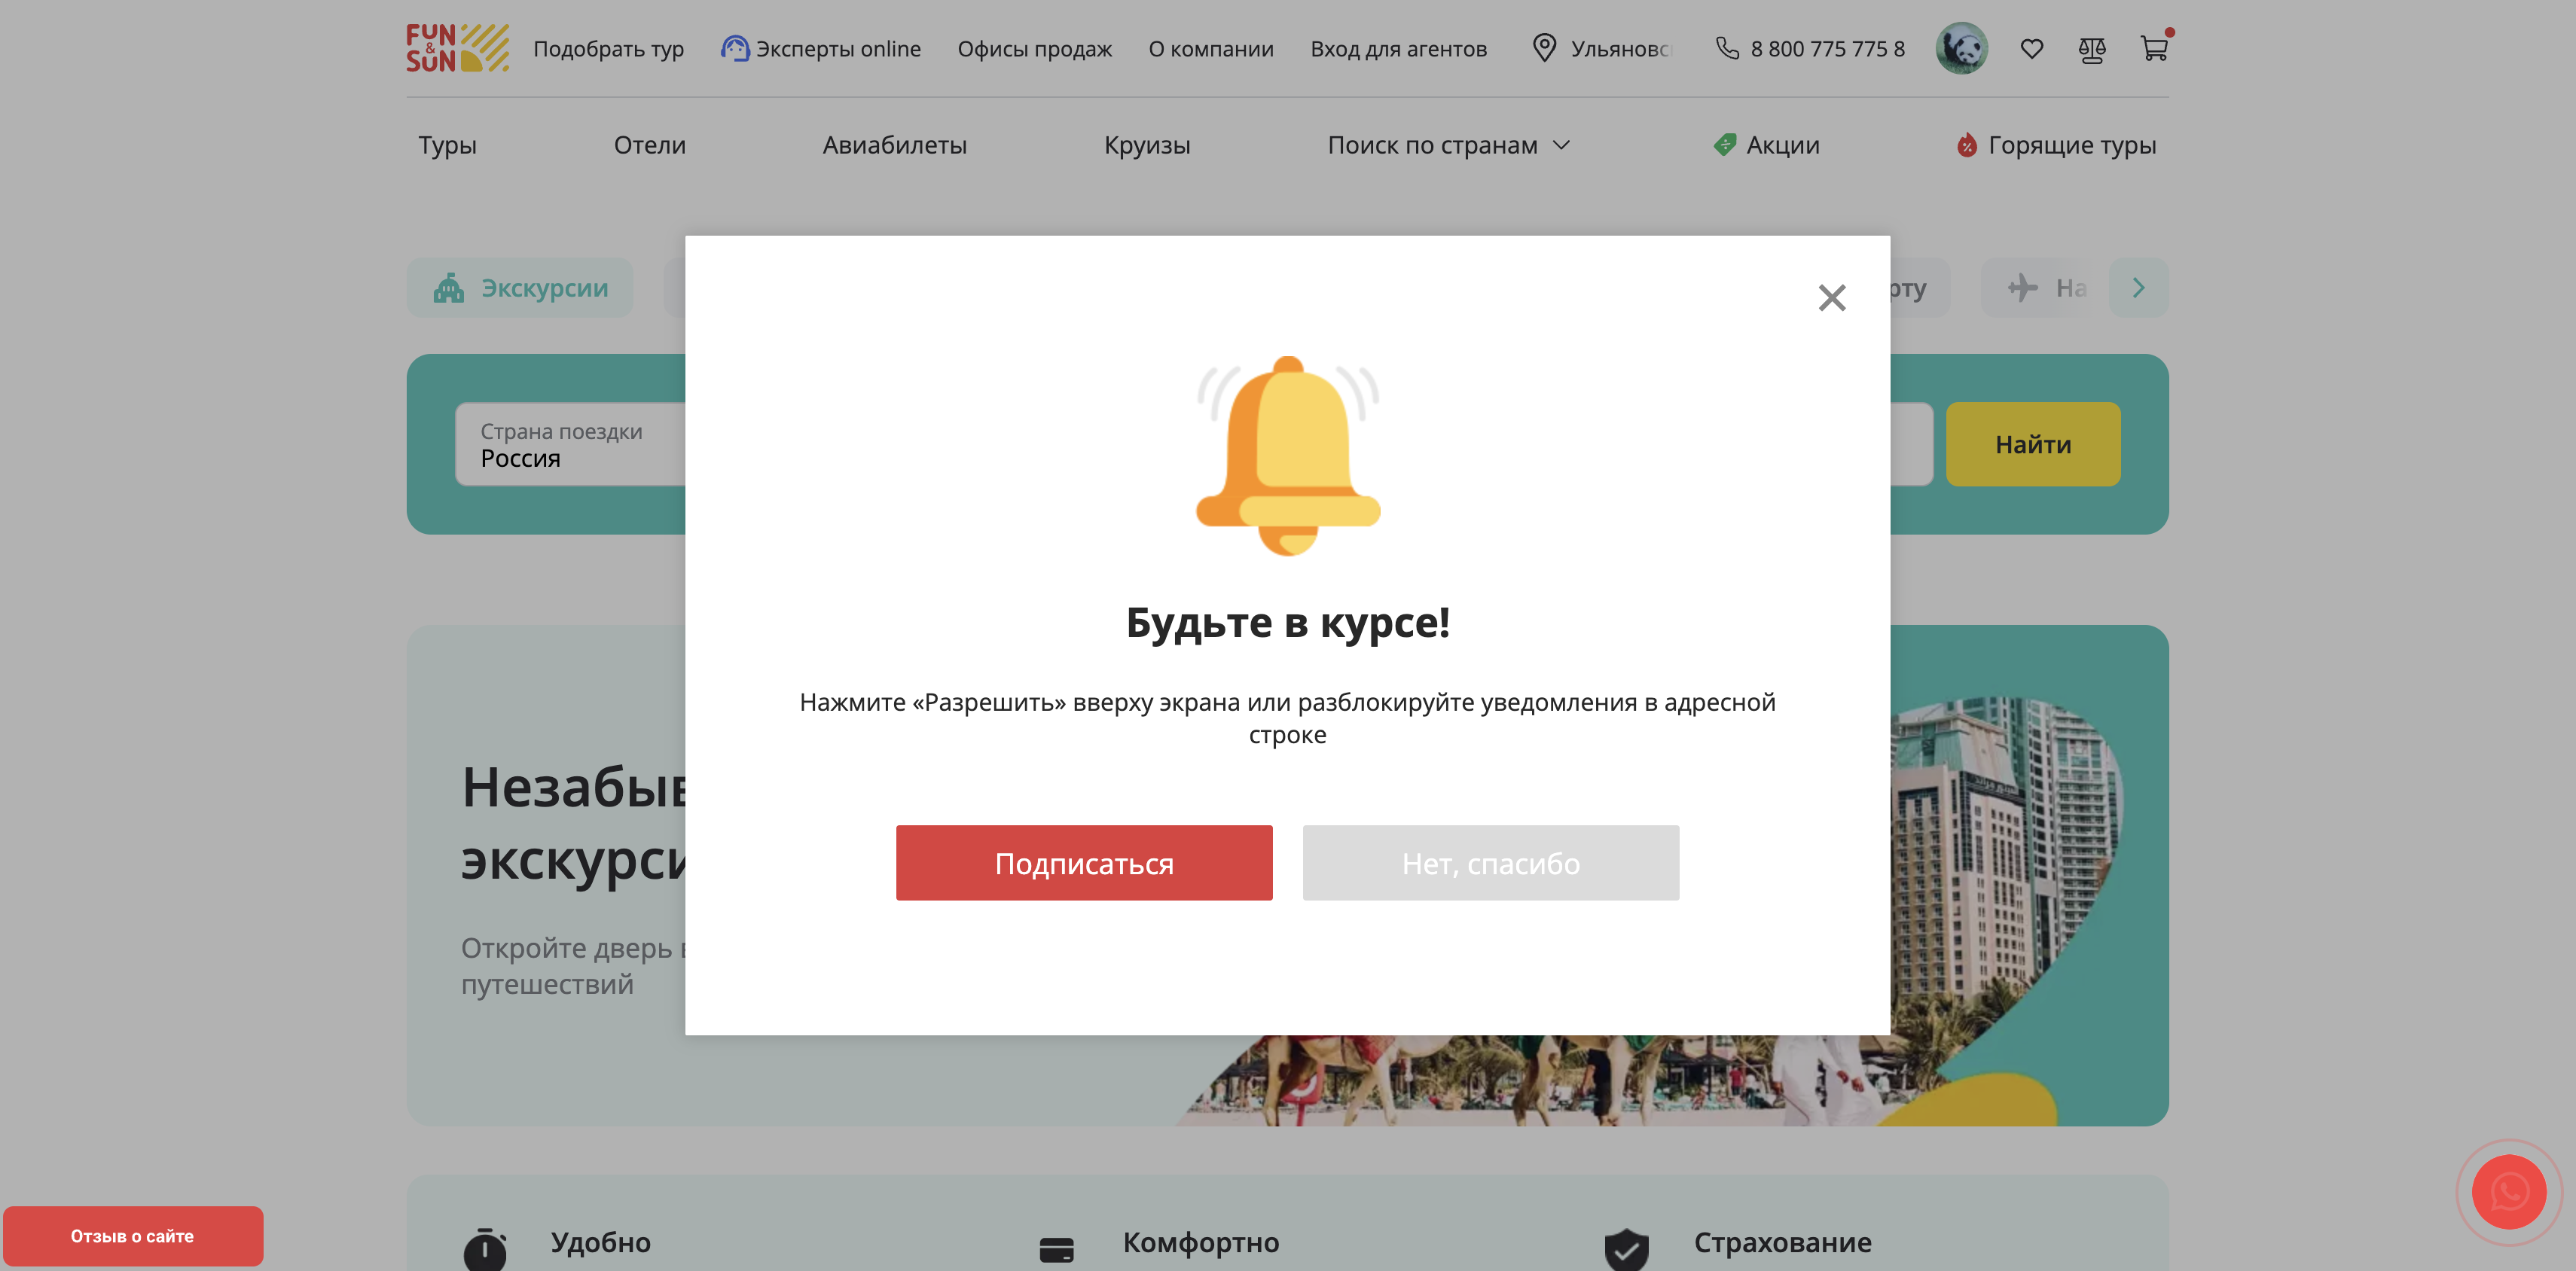 FUN & SUN
Подобрать тур
Эксперты online
Офисы продаж
О компании
Вход для агентов
Ульяновс
8 800 775 775 8
Туры
Отели
Авиабилеты
Круизы
Поиск по странам
Акции
Горящие туры
Экскурсии
рту
На
Страна поездки
Россия
Найти
Будьте в курсе!
Нажмите «Разрешить» вверху экрана или разблокируйте уведомления в адресной
строке
Подписаться
Нет, спасибо
Незабыв
экскурси
Откройте дверь в
путешествий
Отзыв о сайте
Удобно
Комфортно
Страхование